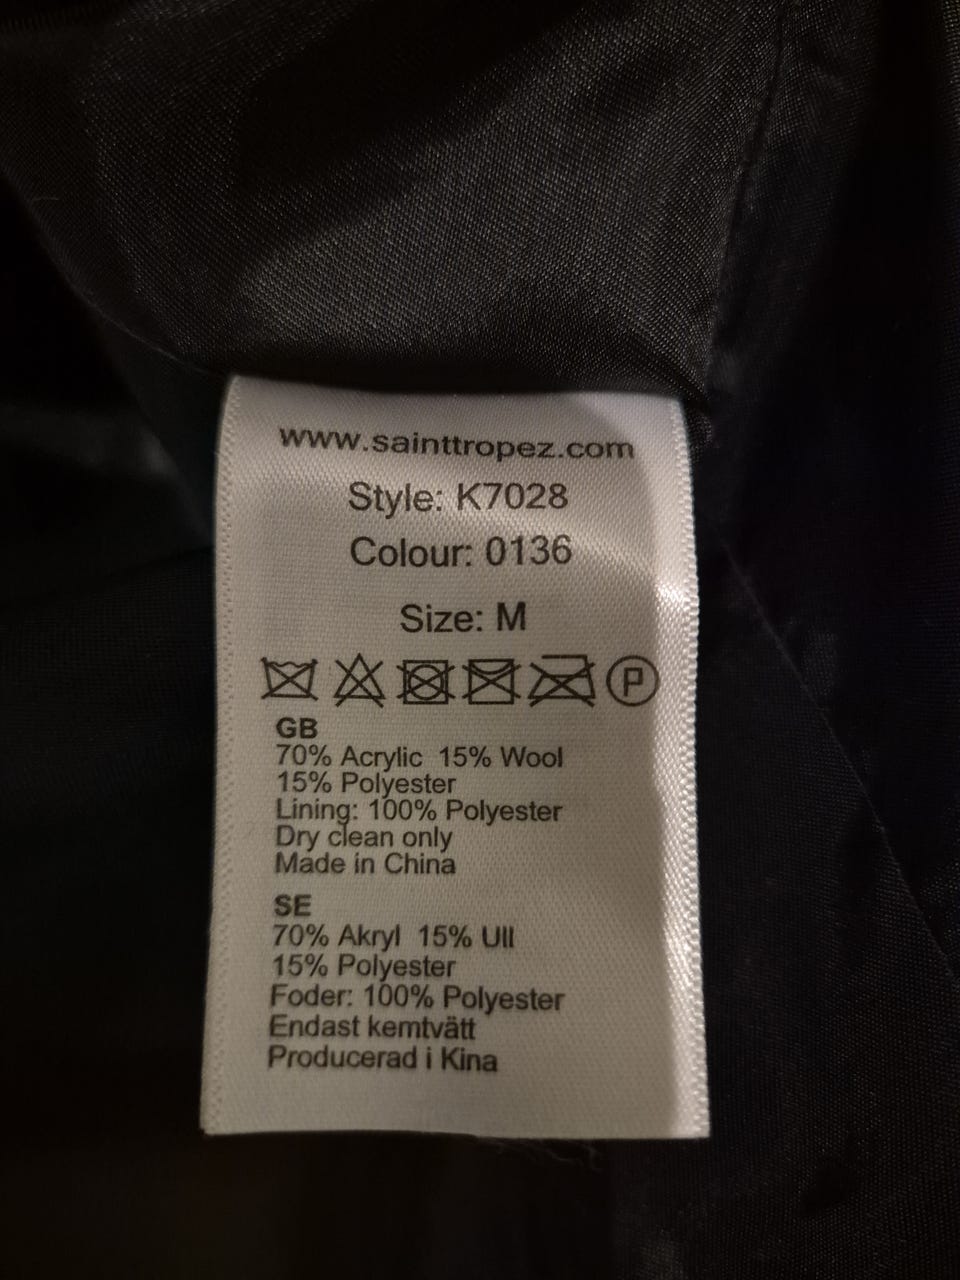 www.sainttropez.com
Style: K7028
Colour: 0136
Size: M
P
GB
70% Acrylic 15% Wool
15% Polyester
Lining: 100% Polyester
Dry clean only
Made in China
SE
70% Akryl 15% Ull
15% Polyester
Foder: 100% Polyester
Endast kemtvätt
Producerad i Kina